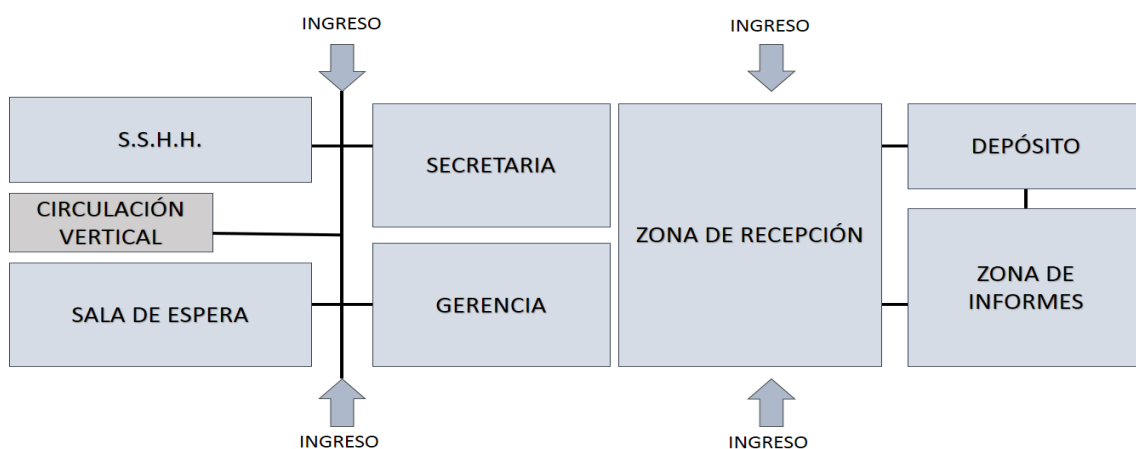 INGRESO
INGRESO
S.S.H.H.
SECRETARIA
DEPÓSITO
CIRCULACIÓN
VERTICAL
ZONA DE RECEPCIÓN
SALA DE ESPERA
GERENCIA
ZONA DE
INFORMES
INGRESO
INGRESO